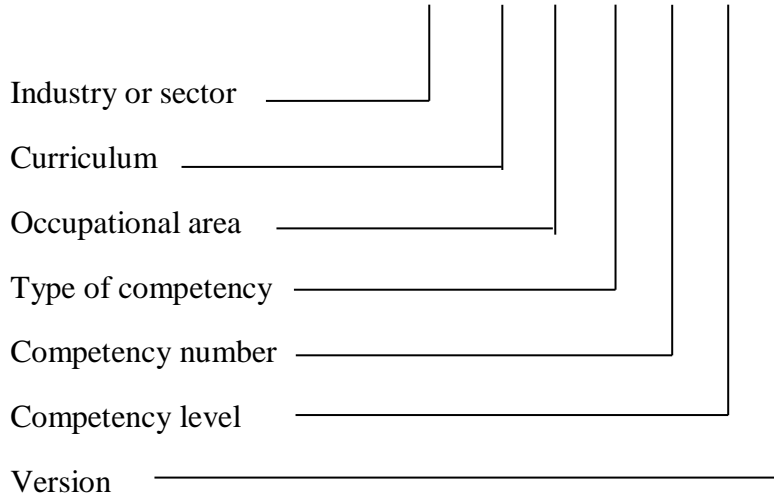 Industry or sector
Curriculum
Occupational area
Type of competency
Competency number
Competency level
Version